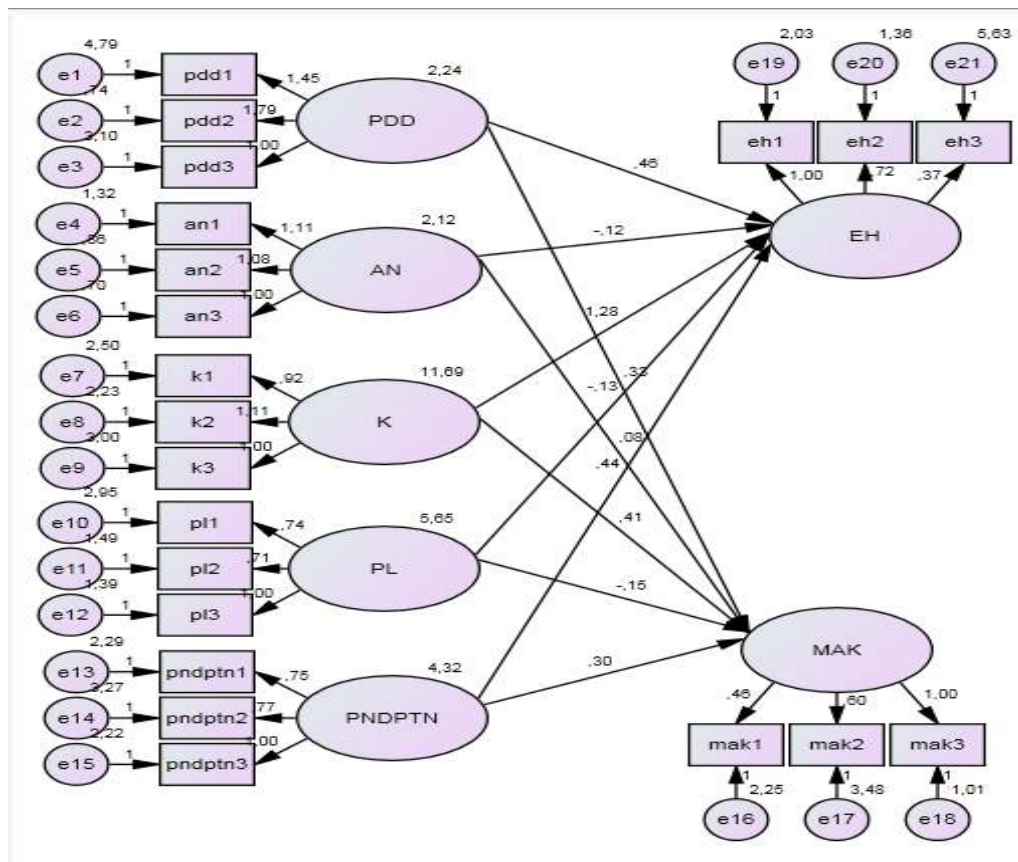 4,79
e1
1
pdd1
1,45
,74
e2
1
pdd2
1,79
3,10
e3
1
pdd3
1,00
2,24
PDD
1,32
e4
1
an1
1,11
e5
1
an2
1,08
,70
e6
1
an3
1,00
2,12
AN
2,50
e7
1
k1
,92
2,23
e8
1
k2
1,11
3,00
e9
1
k3
1,00
11,69
K
2,95
e10
1
pl1
,74
1,49
e11
1
pl2
,71
1,39
e12
1
pl3
1,00
5,65
PL
2,29
e13
1
pndptn1
,75
3,27
e14
1
pndptn2
,77
2,22
e15
1
pndptn3
1,00
4,32
PNDPTN
,46
-,12
1,28
,33
-,13
,08
,44
,41
-,15
,30
2,03
1,36
5,63
e19
e20
e21
1
1
1
eh1
eh2
eh3
1,00
,72
,37
EH
MAK
,46
,60
1,00
mak1
mak2
mak3
1
1
1
2,25
3,48
1,01
e16
e17
e18